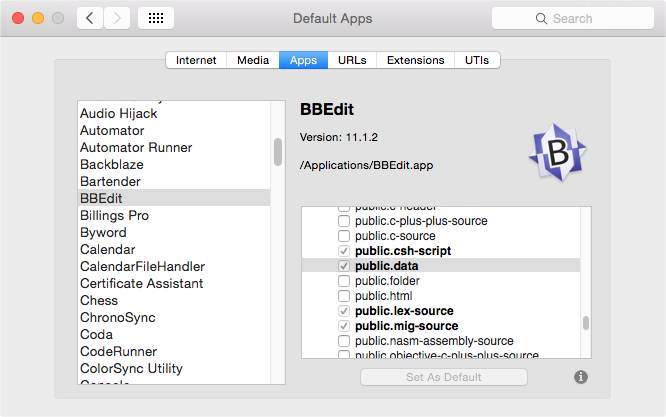 Default Apps
Search
Internet
Media
Apps
URLs
Extensions
UTIs
Audio Hijack
Automator
Automator Runner
Backblaze
Bartender
BBEdit
Billings Pro
Byword
Calendar
CalendarFileHandler
Certificate Assistant
Chess
ChronoSync
Coda
CodeRunner
ColorSync Utility
Console
BBEdit
Version: 11.1.2
/Applications/BBEdit.app
B
public.c-header
public.c-plus-plus-source
public.c-source
public.csh-script
public.data
public.folder
public.html
public.lex-source
public.mig-source
public.nasm-assembly-source
public.objective-c-plus-plus-source
Set As Default